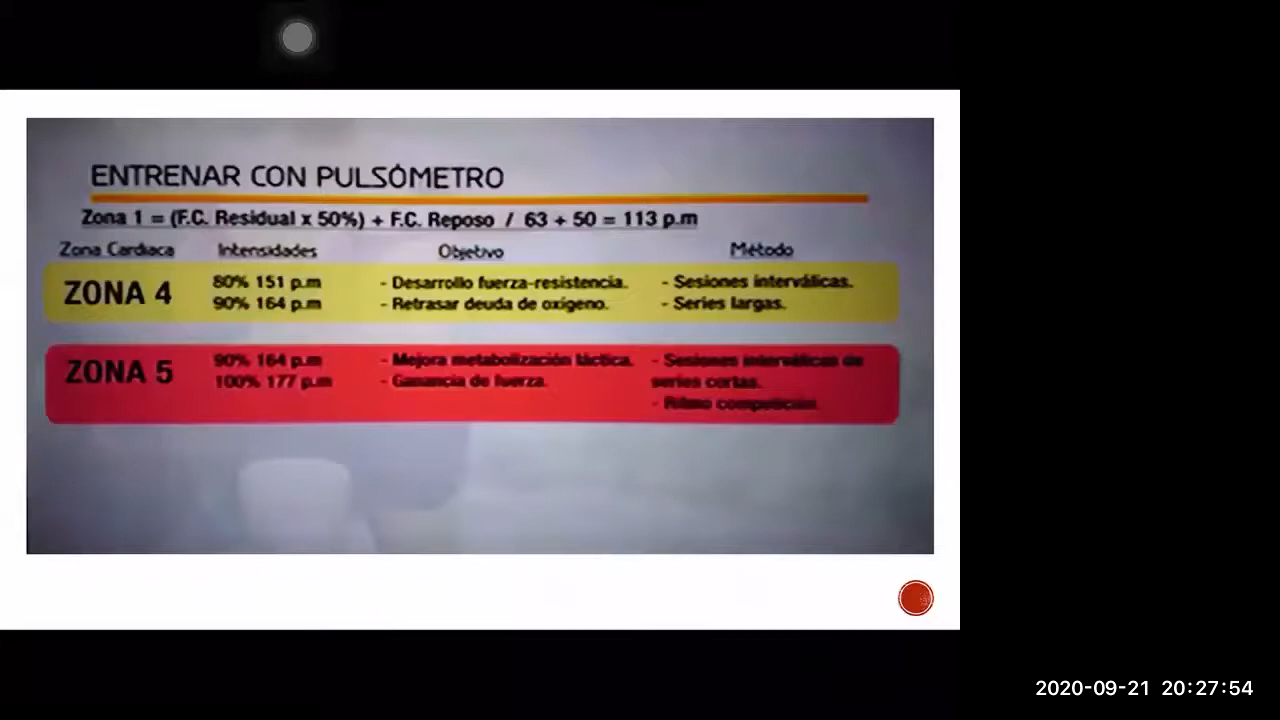 ENTRENAR CON PULSÓMETRO
Zona 1 = (F.C. Residual x 50%) + F.C. Reposo / 63 + 50 = 113 p.m
Zona Cardiaca Intensidades Objetivo Método
ZONA 4
80% 151 p.m
90% 164 p.m
- Desarrollo fuerza-resistencia.
- Retrasar deuda de oxígeno.
- Sesiones interválicas.
- Series largas.
ZONA 5
90% 164 p.m
100% 177 p.m
- Mejora metabolización láctica.
- Ganancia de fuerza.
- Sesiones interválicas de
series cortas.
- Ritmo competición
2020-09-21 20:27:54